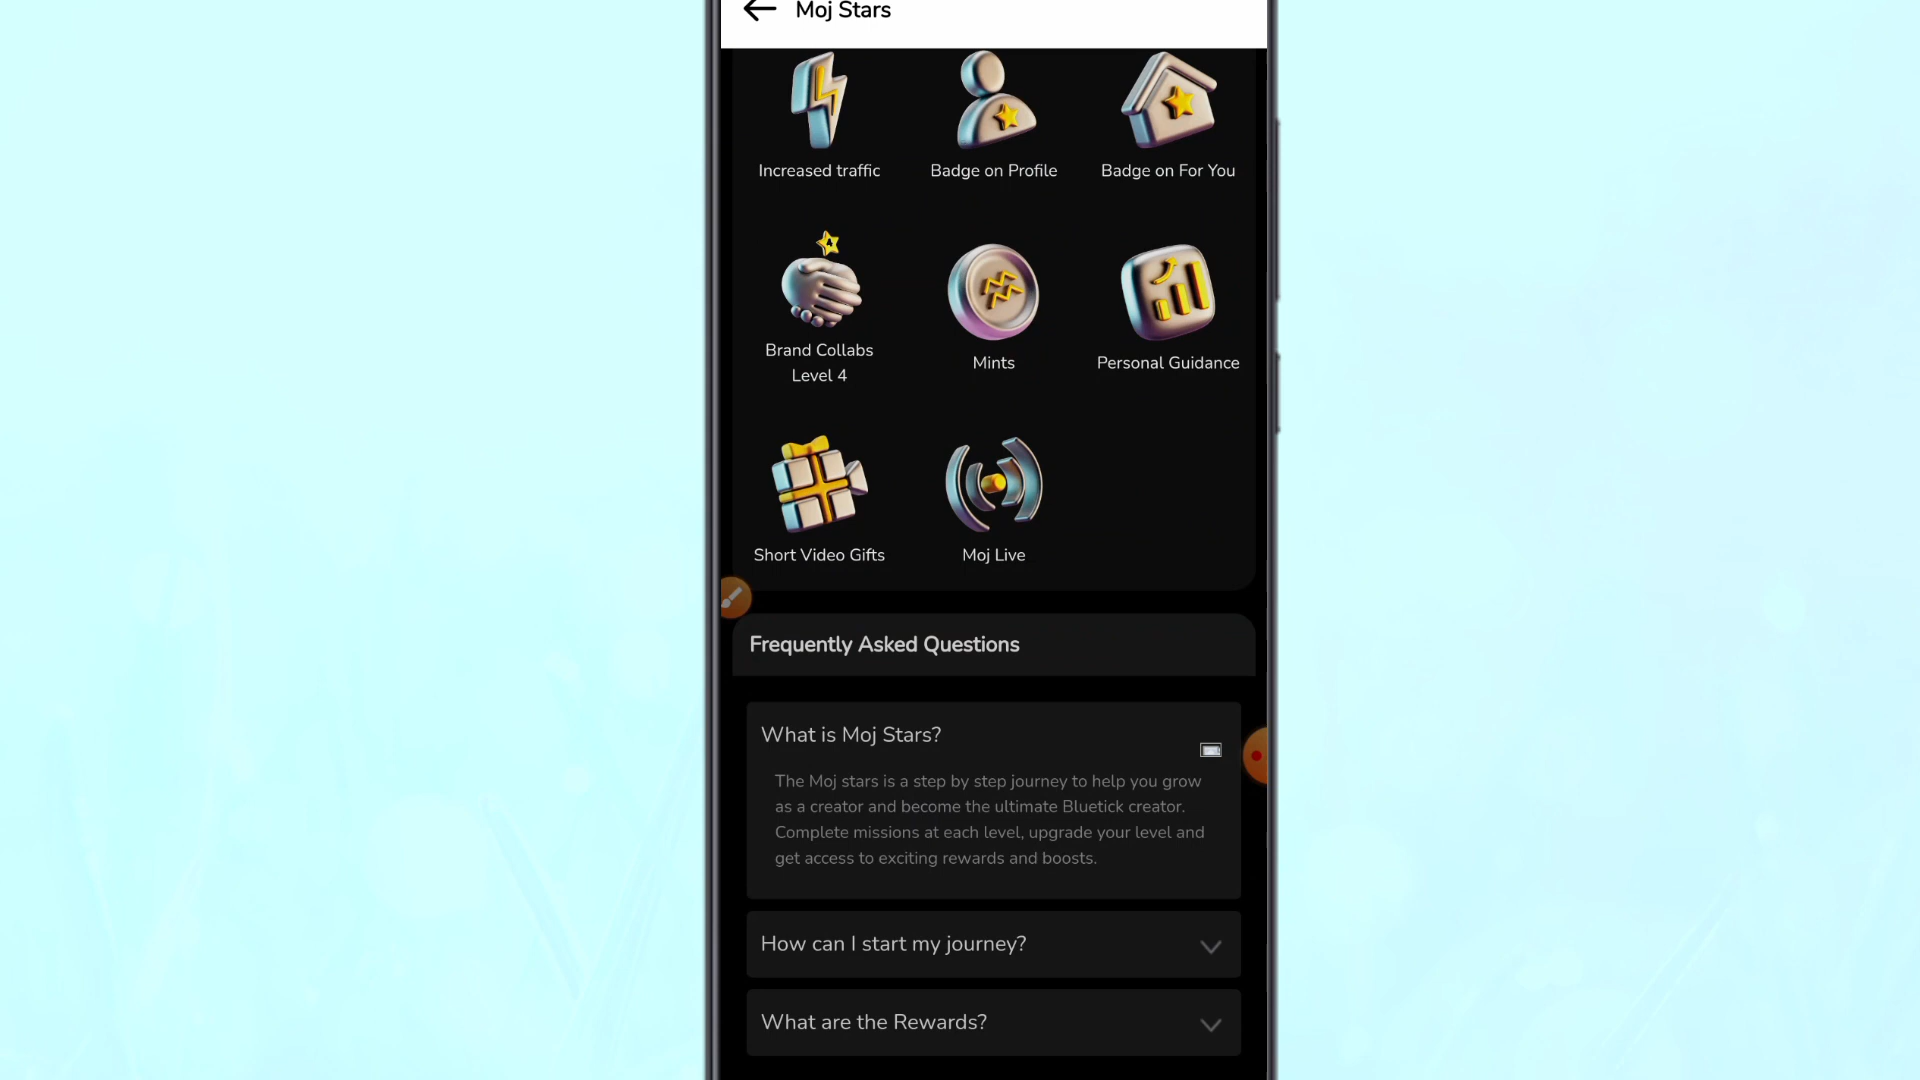 Moj Stars
Increased traffic
Badge on Profile
Badge on For You
4
Brand Collabs
Level 4
Mints
Personal Guidance
Short Video Gifts
Moj Live
Frequently Asked Questions
What is Moj Stars?
The Moj stars is a step by step journey to help you grow
as a creator and become the ultimate Bluetick creator.
Complete missions at each level, upgrade your level and
get access to exciting rewards and boosts.
How can I start my journey?
What are the Rewards?